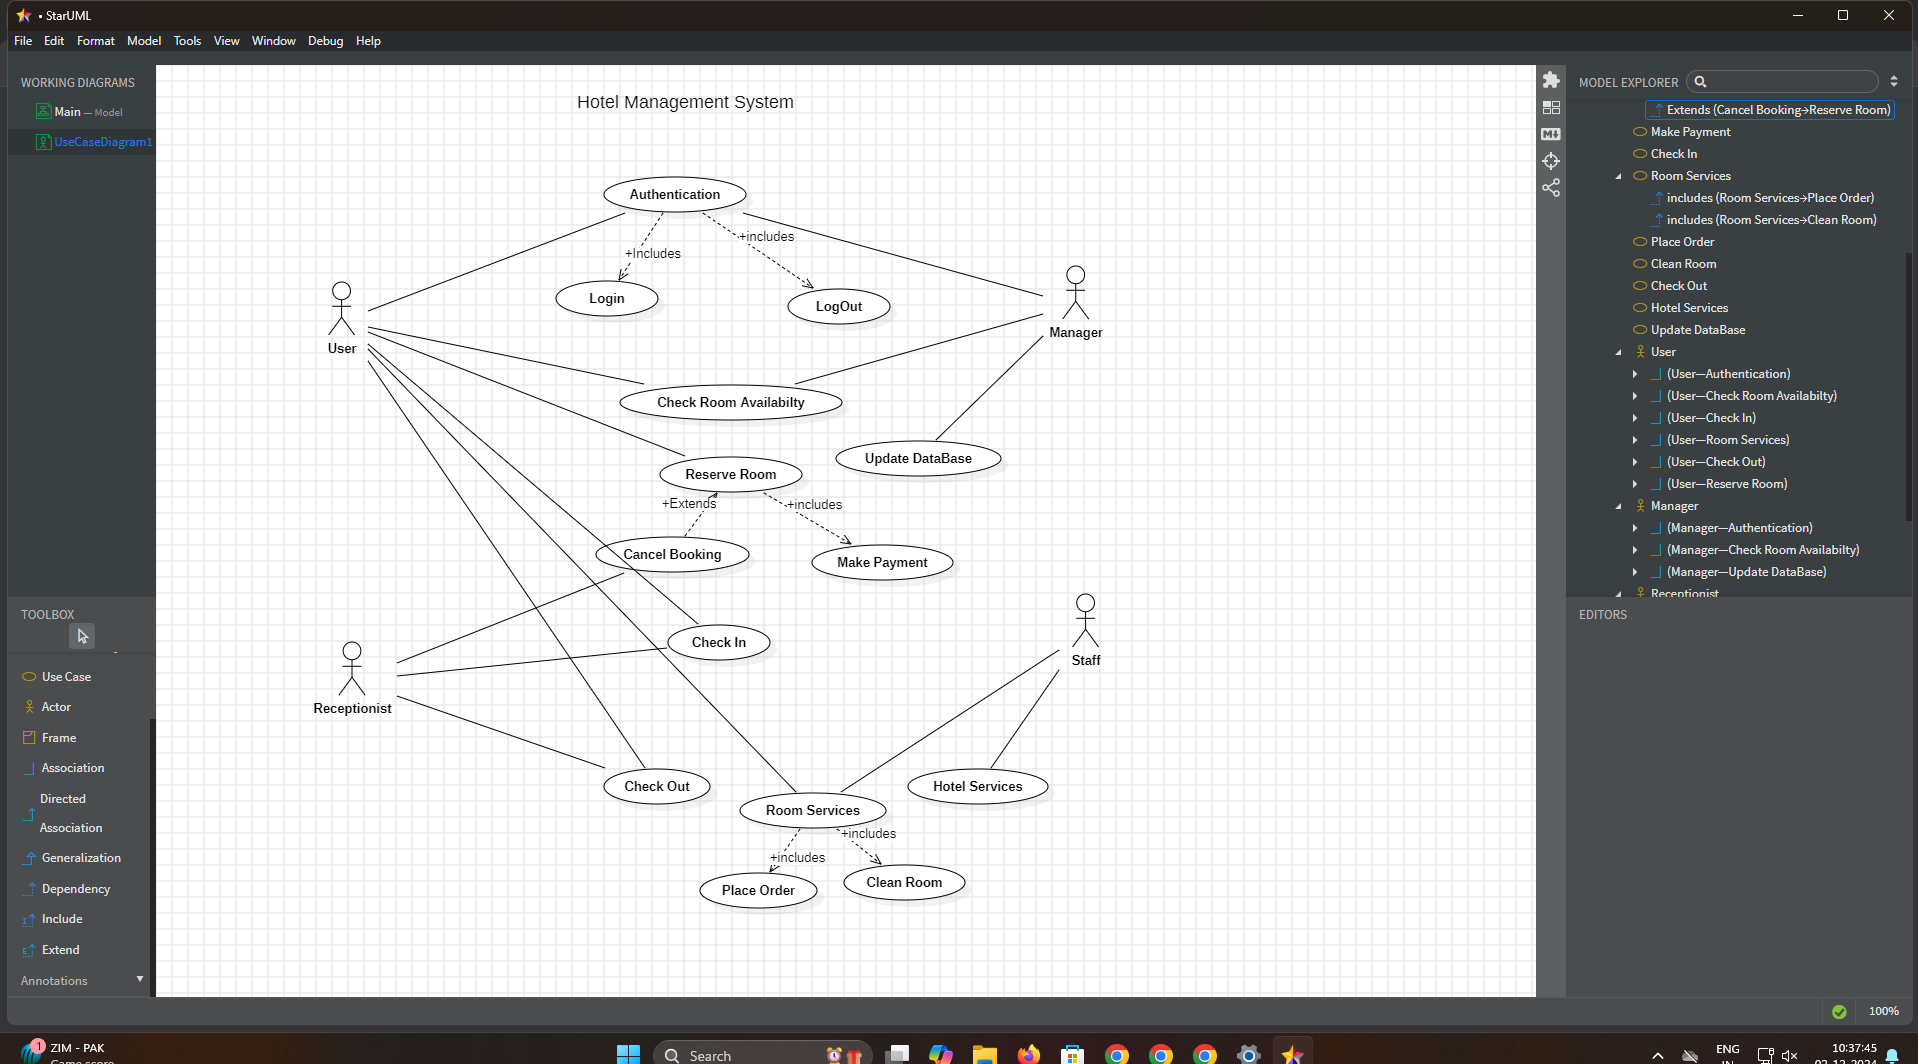 • StarUML
File Edit Format Model Tools View Window Debug Help
WORKING DIAGRAMS
Main — Model
UseCaseDiagram1
TOOLBOX
Use Case
Actor
Frame
Association
Directed
Association
Generalization
Dependency
Include
Extend
Annotations
Hotel Management System
Authentication
+Includes
+includes
Login
LogOut
User
Manager
Check Room Availabilty
Update DataBase
Reserve Room
+Extends
+includes
Cancel Booking
Make Payment
Check In
Staff
Receptionist
Check Out
Hotel Services
Room Services
+includes
+includes
Place Order
Clean Room
M
MODEL EXPLORER
Extends (Cancel Booking→Reserve Room)
Make Payment
Check In
Room Services
includes (Room Services→Place Order)
includes (Room Services→Clean Room)
Place Order
Clean Room
Check Out
Hotel Services
Update DataBase
User
(User—Authentication)
(User—Check Room Availabilty)
(User—Check In)
(User—Room Services)
(User—Check Out)
(User—Reserve Room)
Manager
(Manager—Authentication)
(Manager—Check Room Availabilty)
(Manager—Update DataBase)
Receptionist
EDITORS
100%
1
ZIM - PAK
Game score
Search
ENG
IN
10:37:45